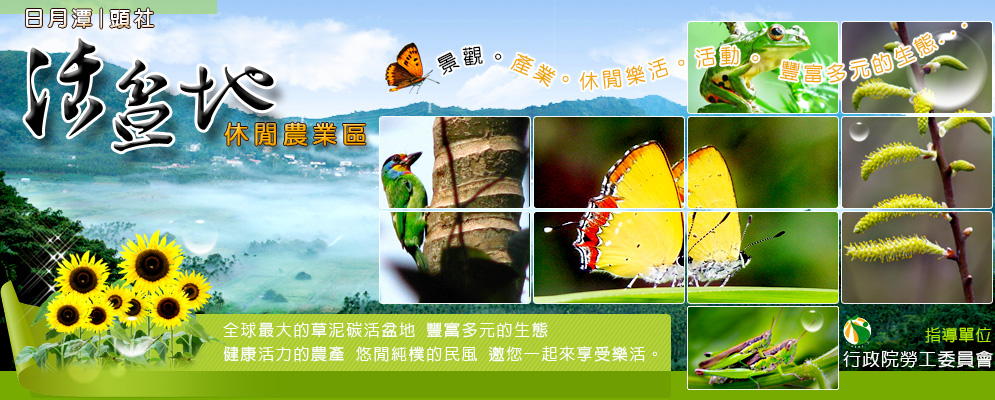 日月潭|頭社
活盆地
休閒農業區
景觀。產業。休閒樂活。活動。豐富多元的生態...
全球最大的草泥碳活盆地 豐富多元的生態
健康活力的農產 悠閒純樸的民風 邀您一起來享受樂活。
指導單位
行政院勞工委員會